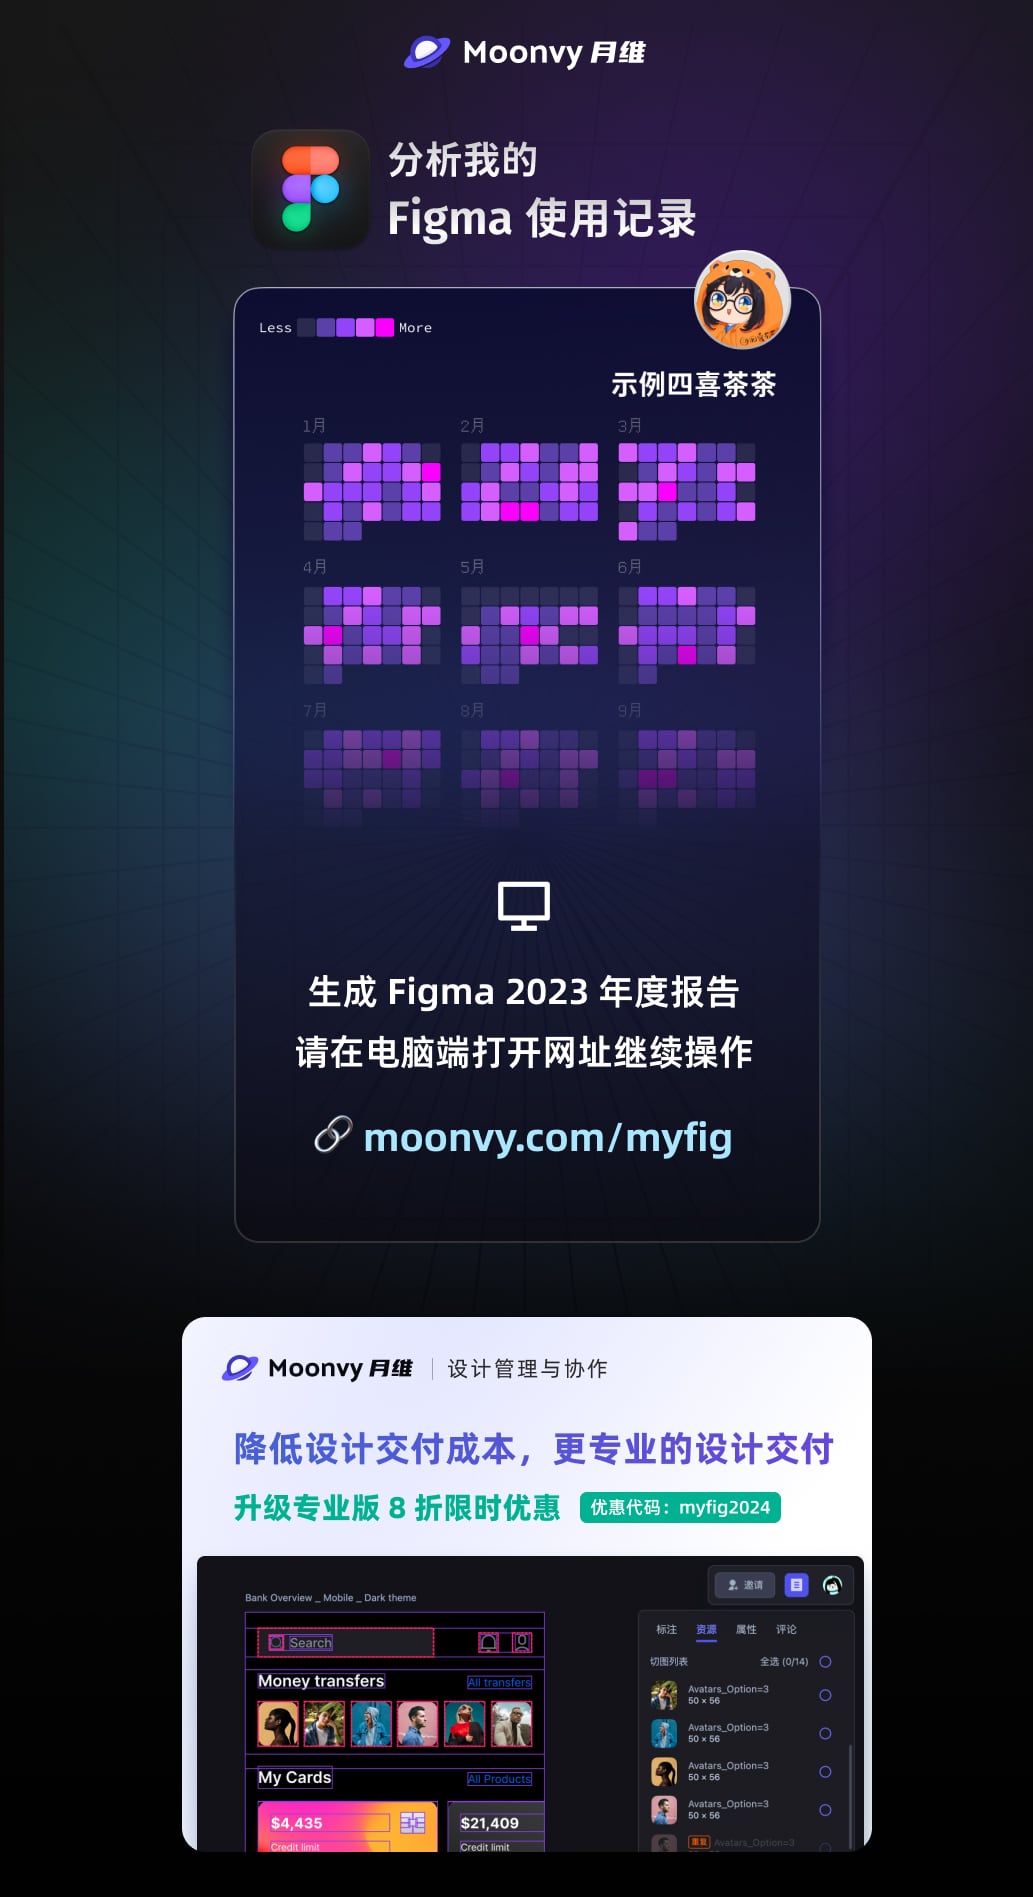 Moonvy 月维
分析我的
Figma 使用记录
Less More
示例四喜茶茶
1月 2月 3月
4月 5月 6月
7月 8月 9月
生成 Figma 2023 年度报告
请在电脑端打开网址继续操作
moonvy.com/myfig
Moonvy 月维 设计管理与协作
降低设计交付成本，更专业的设计交付
升级专业版 8 折限时优惠 优惠代码：myfig2024
邀请
Bank Overview _ Mobile _ Dark theme
Search
Money transfers All transfers
My Cards All Products
$4,435 $21,409
Credit limit Credit limit
标注 资源 属性 评论
切图列表 全选 (0/14)
Avatars_Option=3
50 × 56
Avatars_Option=3
50 × 56
Avatars_Option=3
50 × 56
Avatars_Option=3
50 × 56
重复 Avatars_Option=3